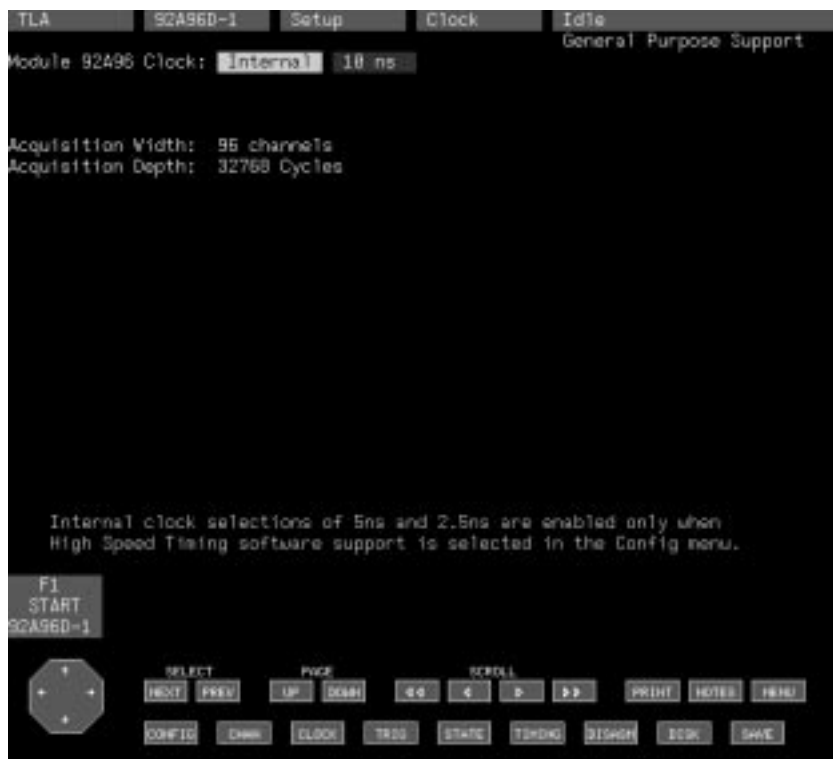 TLA 92A96D-1 Setup Clock Idle
General Purpose Support
Module 92A96 Clock: Internal 10 ns
Acquisition Width: 96 channels
Acquisition Depth: 32768 Cycles
Internal clock selections of 5ns and 2.5ns are enabled only when
High Speed Timing software support is selected in the Config menu.
F1
START
92A96D-1
SELECT PAGE SCROLL
NEXT PREV UP DOWN PRINT NOTES MENU
CONFIG CHAN CLOCK TRIG STATE TIMING DISASM DISK SAVE